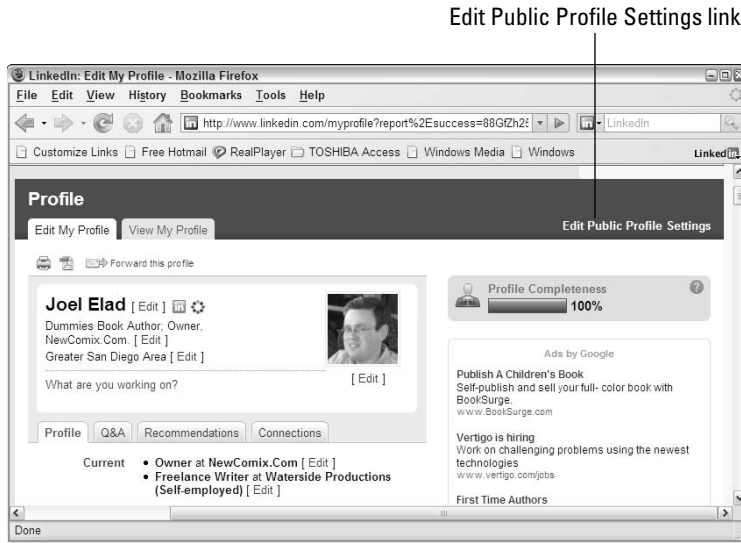 Edit Public Profile Settings link
LinkedIn: Edit My Profile - Mozilla Firefox
File Edit View History Bookmarks Tools Help
http://www.linkedin.com/myprofile?report%2Esuccess=88GfZh2 LinkedIn
Customize Links Free Hotmail RealPlayer TOSHIBA Access Windows Media Windows Linked in
Profile
Edit My Profile View My Profile Edit Public Profile Settings
Forward this profile
Joel Elad [ Edit ] in
Dummies Book Author; Owner,
NewComix.Com. [ Edit ]
Greater San Diego Area [ Edit ]
[ Edit ]
What are you working on?
Profile Q&A Recommendations Connections
Current • Owner at NewComix.Com [ Edit ]
• Freelance Writer at Waterside Productions
(Self-employed) [ Edit ]
Profile Completeness ?
100%
Ads by Google
Publish A Children's Book
Self-publish and sell your full- color book with
BookSurge.
www.BookSurge.com
Vertigo is hiring
Work on challenging problems using the newest
technologies
www.vertigo.com/jobs
First Time Authors
Done